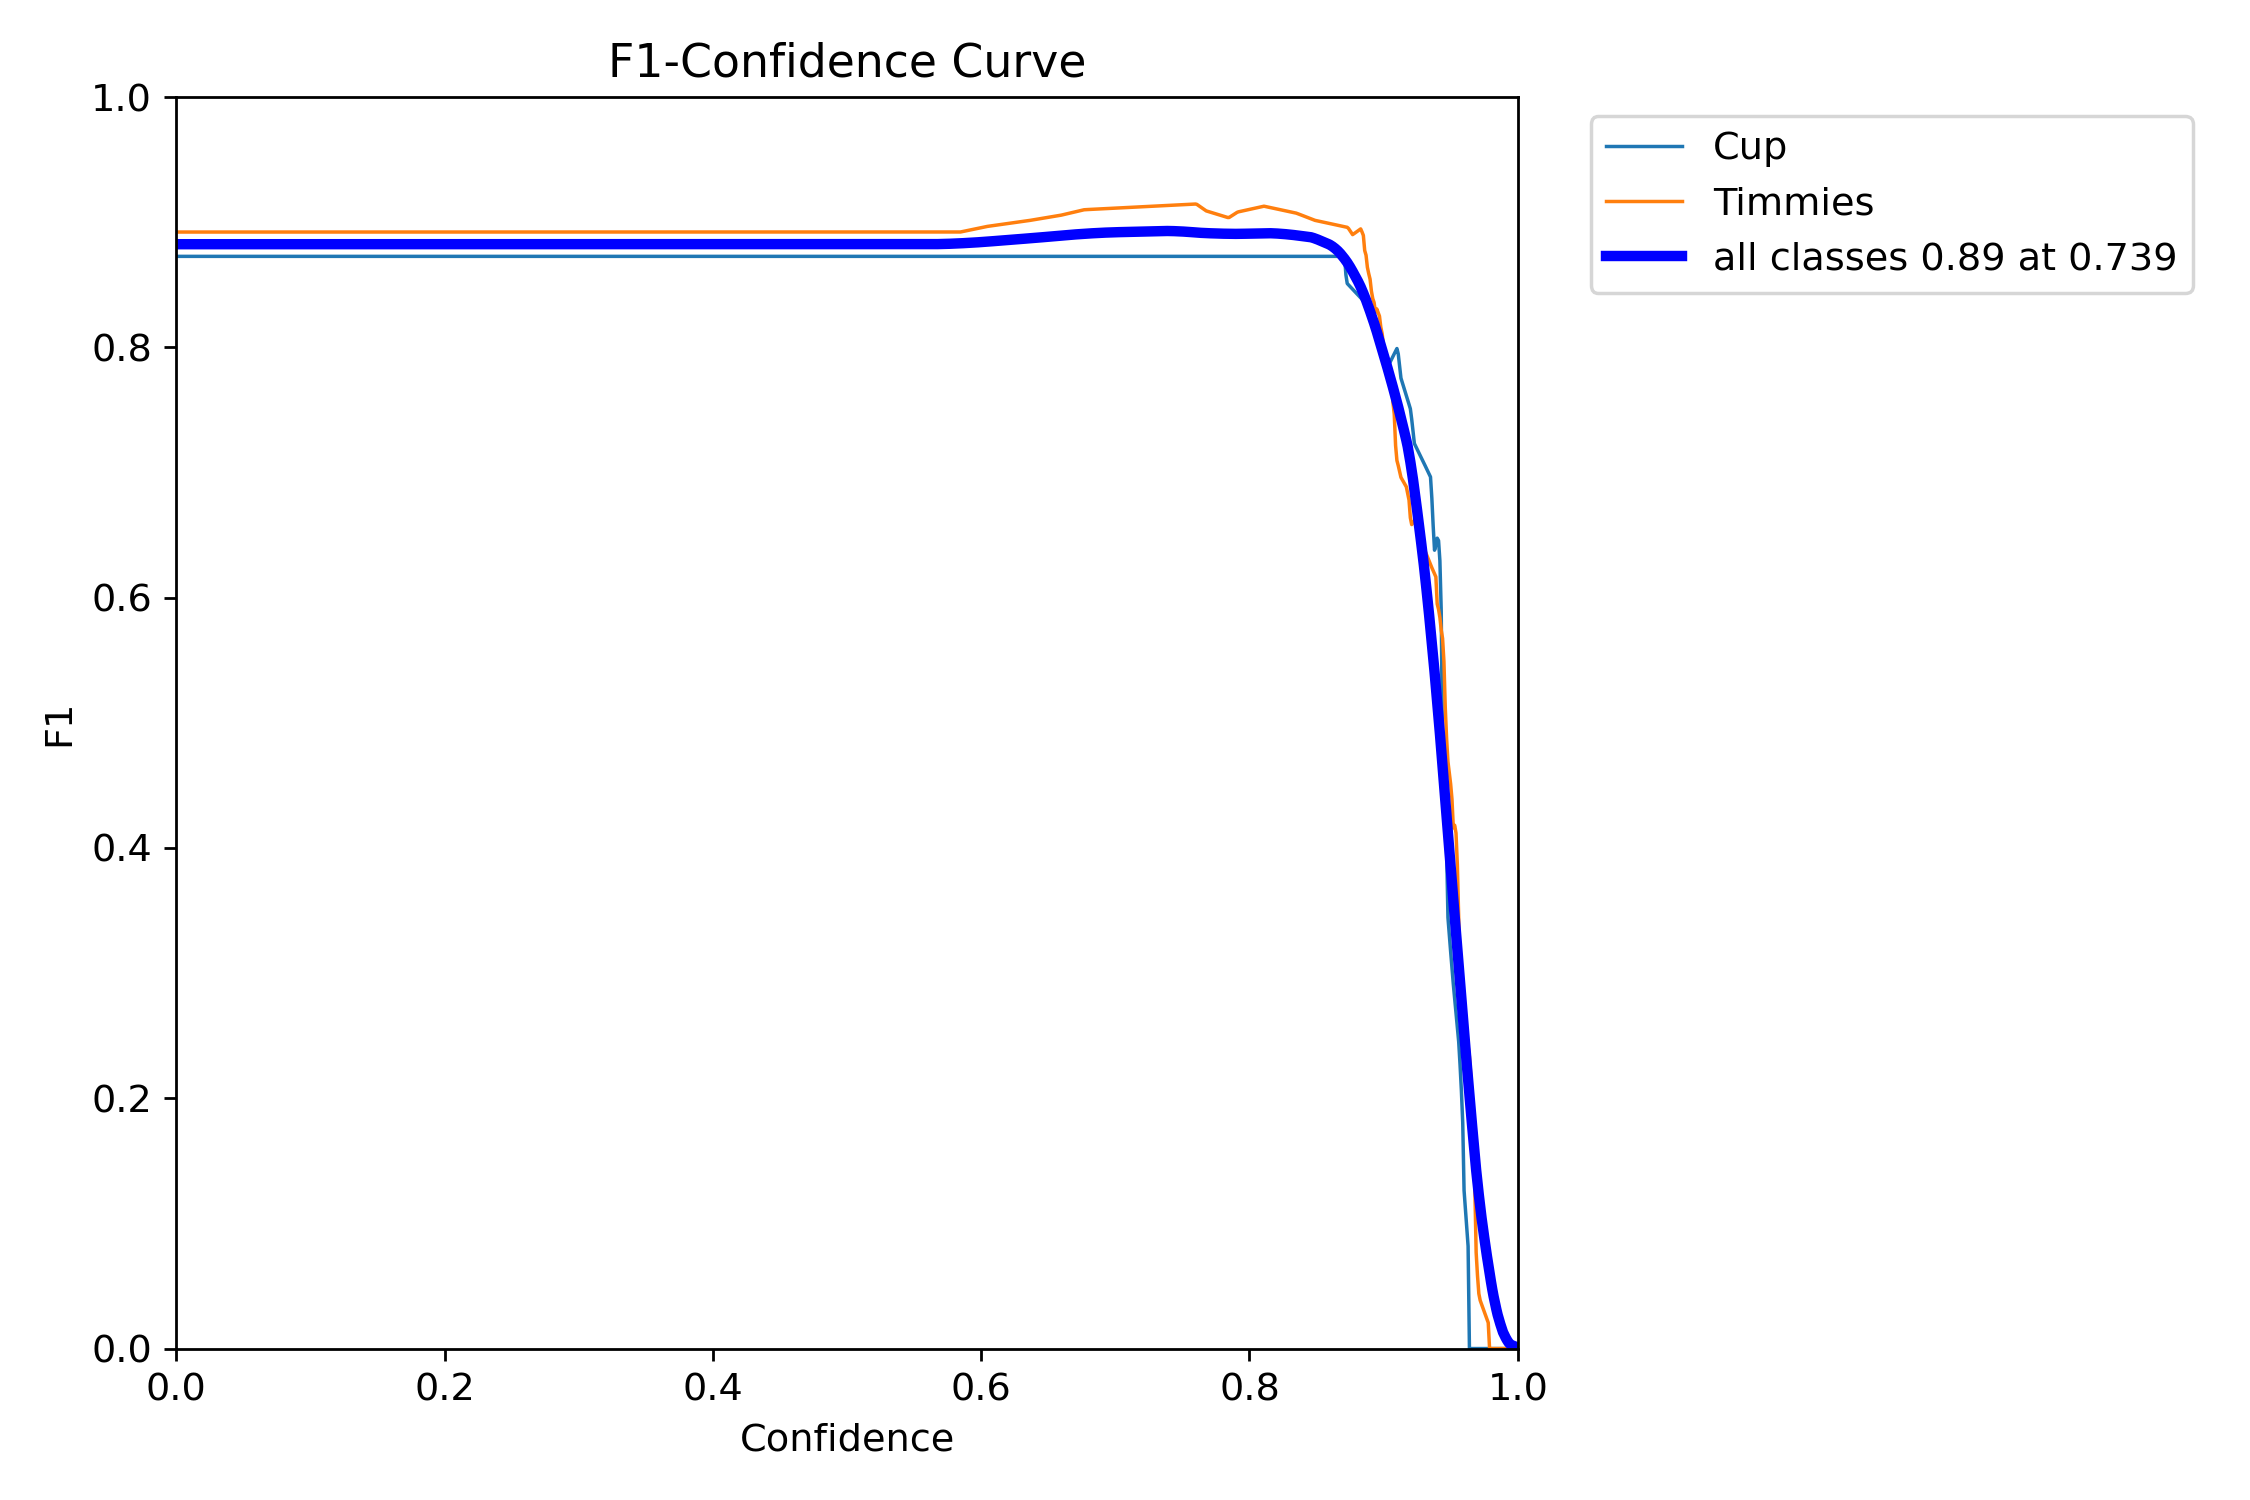 F1-Confidence Curve
1.0
0.8
0.6
0.4
0.2
0.0
F1
0.0 0.2 0.4 0.6 0.8 1.0
Confidence
Cup
Timmies
all classes 0.89 at 0.739